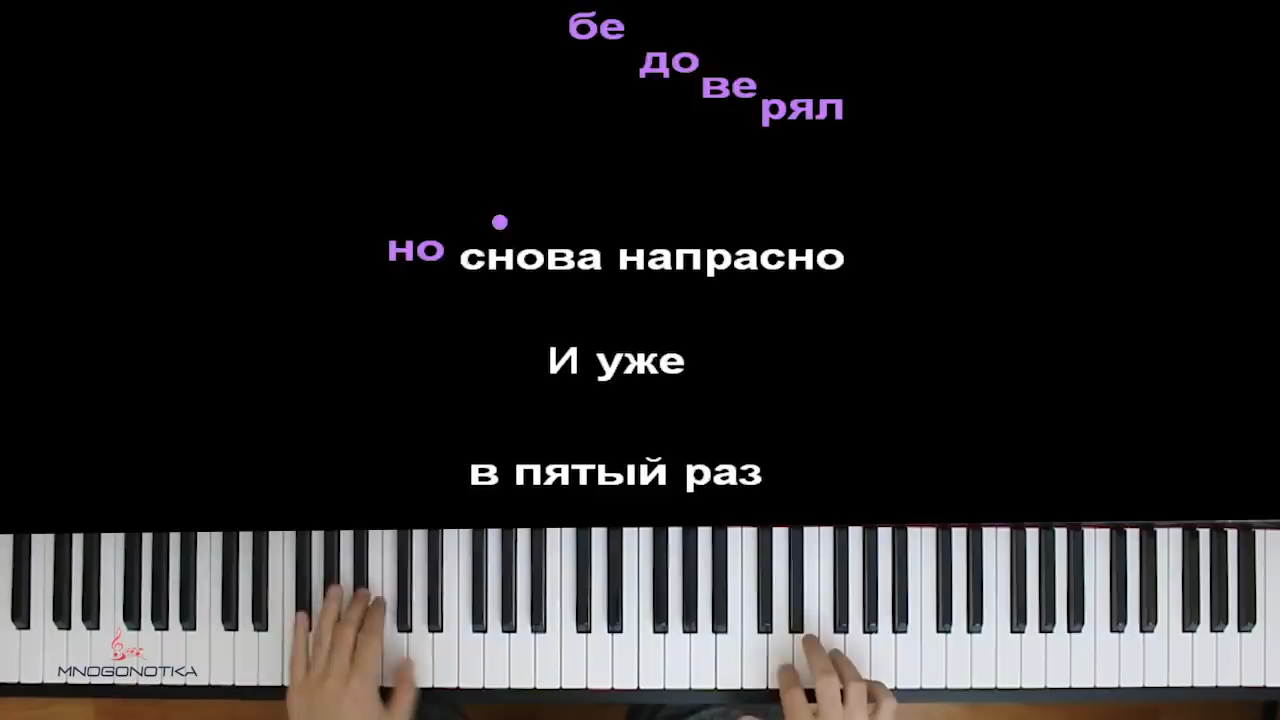 бе до ве рял
но снова напрасно
И уже
в пятый раз
MNOGONOTKA